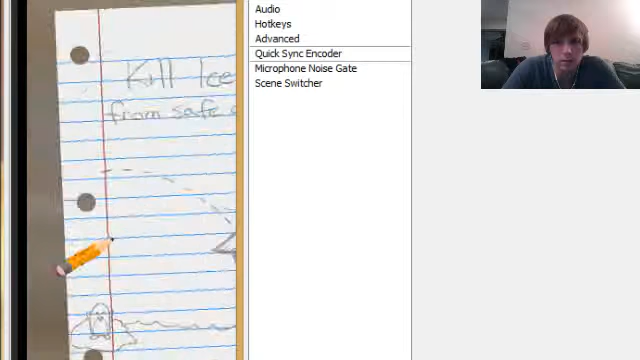 Audio
Hotkeys
Advanced
Quick Sync Encoder
Microphone Noise Gate
Scene Switcher
Kill Ice
from safe